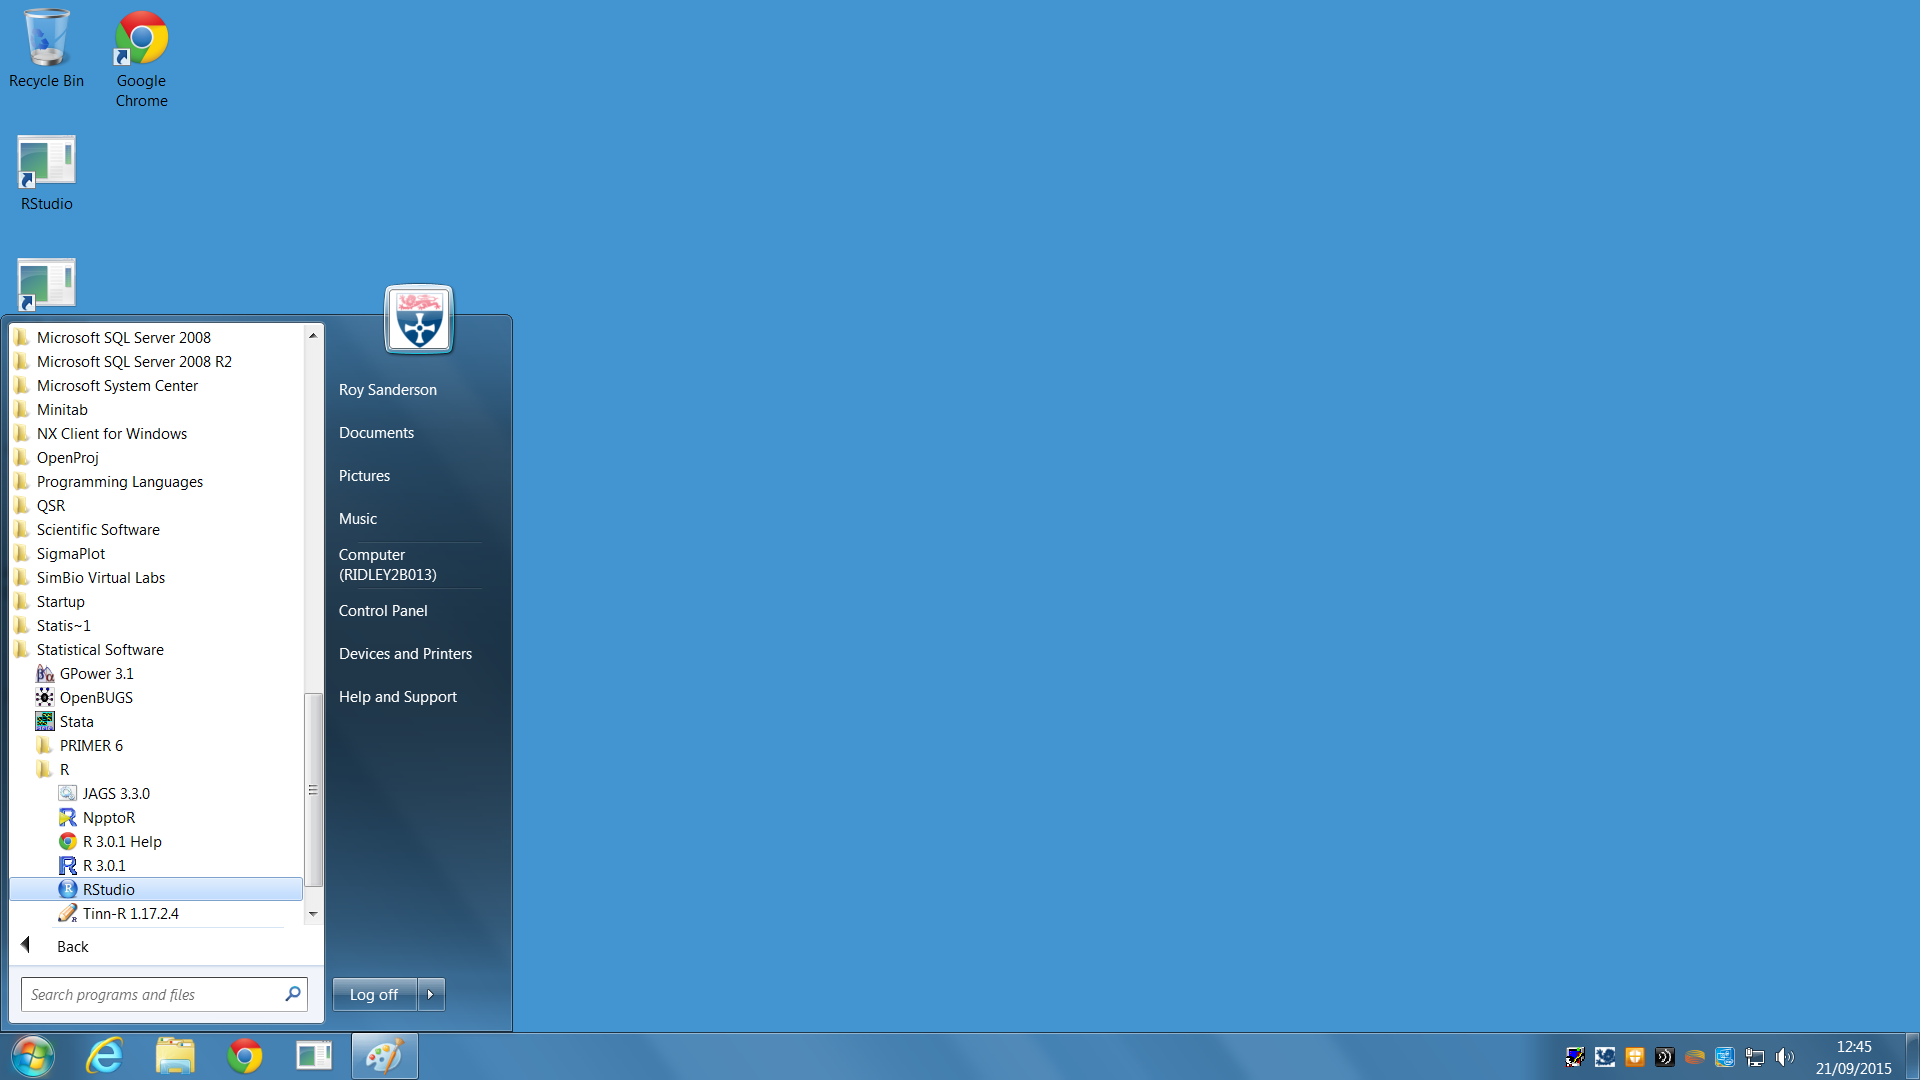 Recycle Bin
Google
Chrome
RStudio
Microsoft SQL Server 2008
Microsoft SQL Server 2008 R2
Microsoft System Center
Minitab
NX Client for Windows
OpenProj
Programming Languages
QSR
Scientific Software
SigmaPlot
SimBio Virtual Labs
Startup
Statis~1
Statistical Software
GPower 3.1
OpenBUGS
Stata
PRIMER 6
R
JAGS 3.3.0
NpptoR
R 3.0.1 Help
R 3.0.1
RStudio
Tinn-R 1.17.2.4
Back
Search programs and files
Roy Sanderson
Documents
Pictures
Music
Computer
(RIDLEY2B013)
Control Panel
Devices and Printers
Help and Support
Log off
12:45
21/09/2015